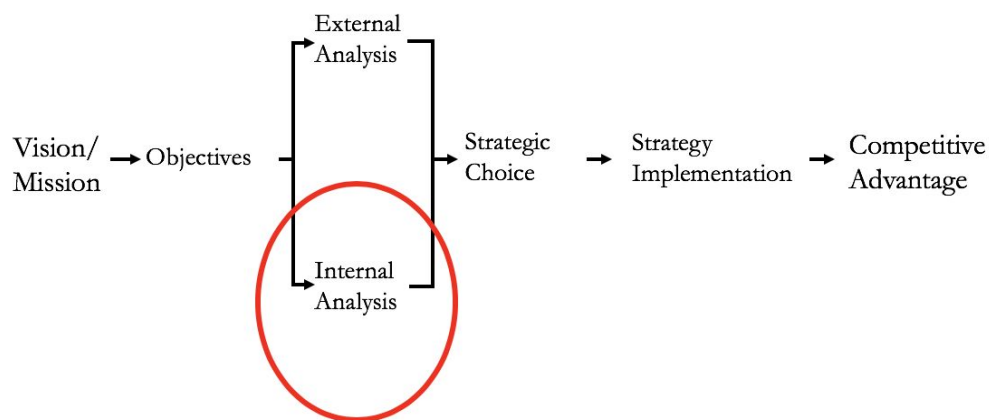 Vision/
Mission
Objectives
External
Analysis
Internal
Analysis
Strategic
Choice
Strategy
Implementation
Competitive
Advantage